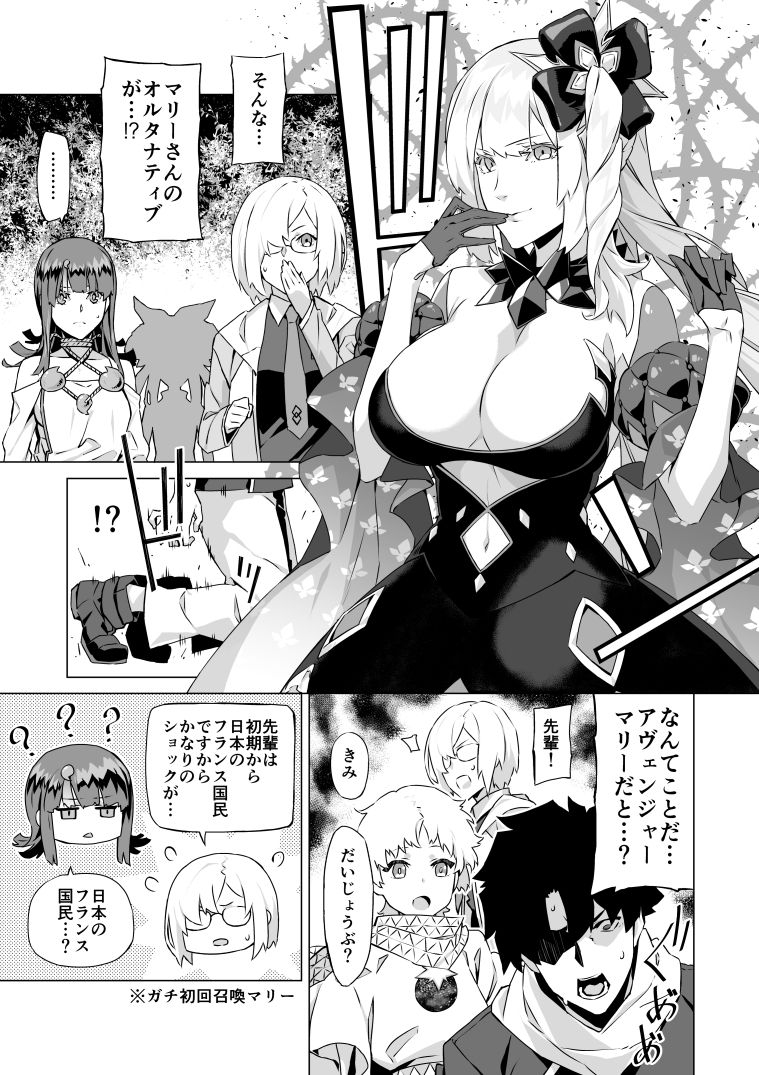 そんな…
マリーさんの
オルタナティブ
が…!?
………
!?
なんてことだ…
アヴェンジャー
マリーだと…?
先輩!
きみ
だいじょうぶ?
おおお
先輩は
初期から
日本の
フランス国民
ですから
かなりの
ショックが…
? ? ?
日本の
フランス
国民…?
※ガチ初回召喚マリー